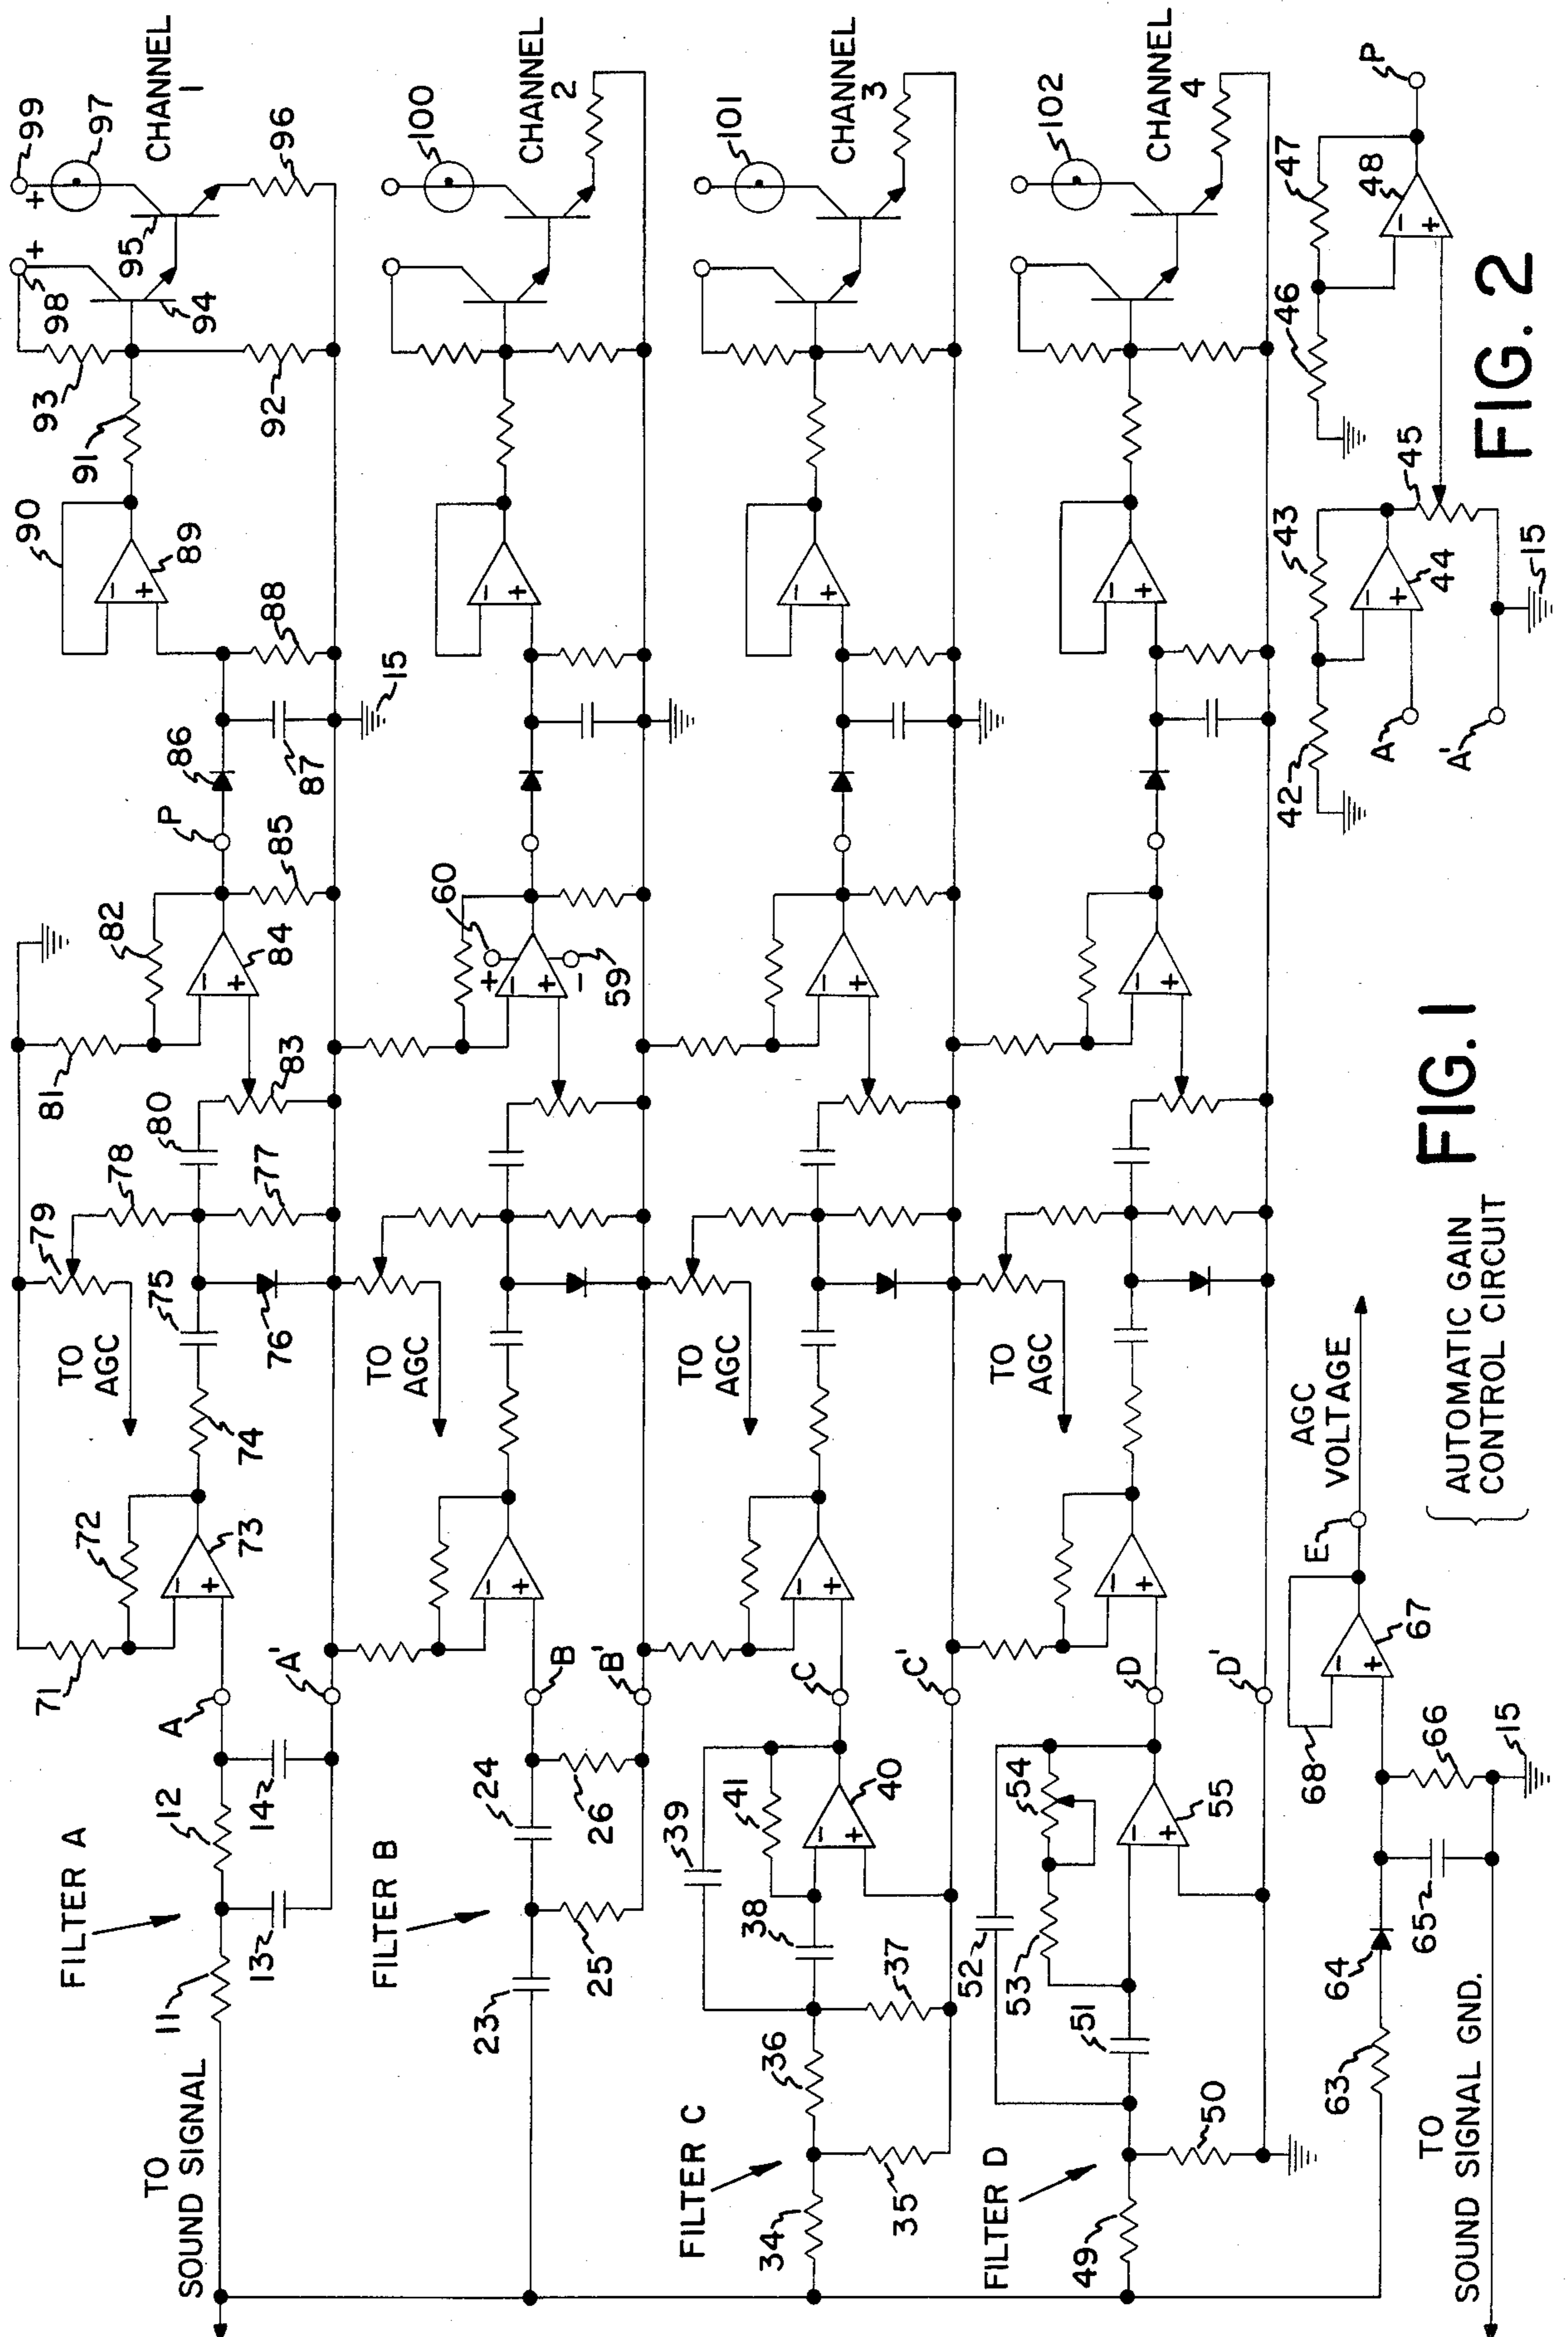 TO
SOUND SIGNAL
FILTER A
11
12
13
14
A
A'
71
72
73
74
TO
AGC
75
76
77
78
79
80
81
82
83
84
85
P
86
87
15
88
89
90
91
92
93
94
95
96
97
98
99
+
+
-
+
-
+
-
+
CHANNEL
1
FILTER B
23
24
25
26
B
B'
TO
AGC
59
60
-
+
-
+
+
-
-
+
100
CHANNEL
2
FILTER C
34
35
36
37
38
39
40
41
C
C'
TO
AGC
-
+
-
+
-
+
-
+
101
CHANNEL
3
FILTER D
49
50
51
52
53
54
55
D
D'
TO
AGC
-
+
-
+
-
+
-
+
102
CHANNEL
4
63
64
65
66
15
67
68
-
+
E
AGC
VOLTAGE
TO
SOUND SIGNAL GND.
AUTOMATIC GAIN
CONTROL CIRCUIT
FIG. 1
A
A'
42
43
44
45
15
46
47
48
-
+
-
+
P
FIG. 2